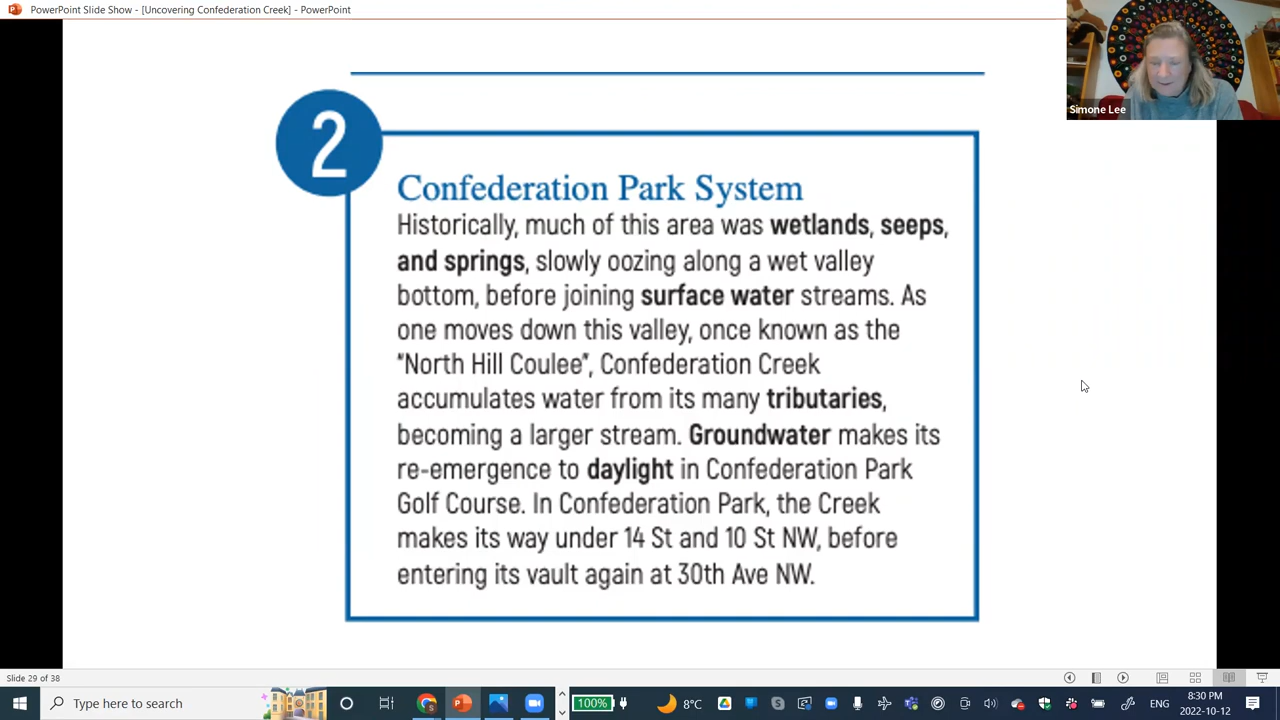 PowerPoint Slide Show - [Uncovering Confederation Creek] - PowerPoint
Simone Lee
2
Confederation Park System
Historically, much of this area was wetlands, seeps,
and springs, slowly oozing along a wet valley
bottom, before joining surface water streams. As
one moves down this valley, once known as the
"North Hill Coulee", Confederation Creek
accumulates water from its many tributaries,
becoming a larger stream. Groundwater makes its
re-emergence to daylight in Confederation Park
Golf Course. In Confederation Park, the Creek
makes its way under 14 St and 10 St NW, before
entering its vault again at 30th Ave NW.
Slide 29 of 38
Type here to search
100%
8°C
ENG
8:30 PM
2022-10-12